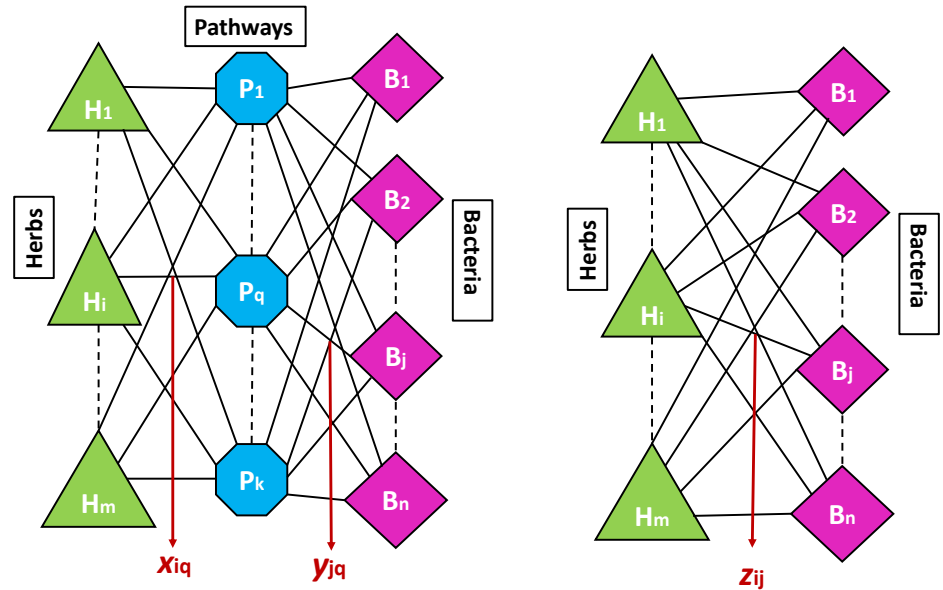 Pathways
Herbs
Bacteria
H1
Hi
Hm
P1
Pq
Pk
B1
B2
Bj
Bn
xiq
yjq
Herbs
Bacteria
H1
Hi
Hm
B1
B2
Bj
Bn
zij